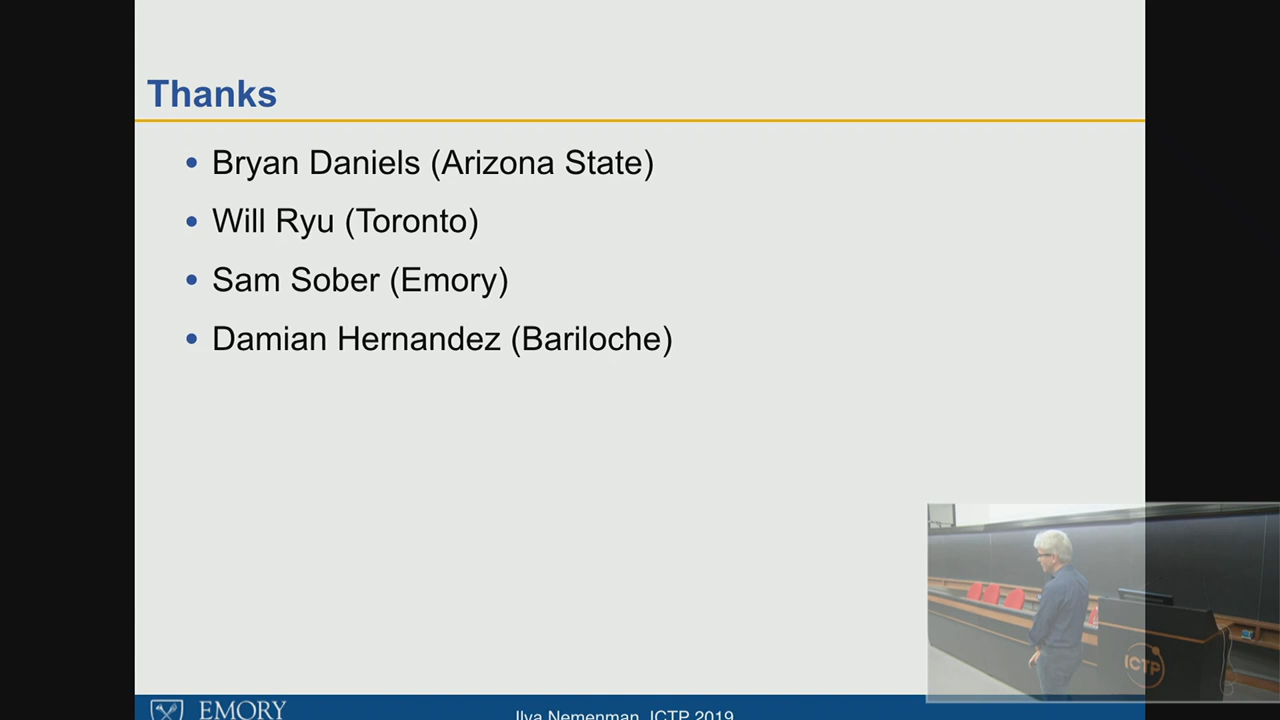 Thanks
• Bryan Daniels (Arizona State)
• Will Ryu (Toronto)
• Sam Sober (Emory)
• Damian Hernandez (Bariloche)
ICTP
EMORY
Ilya Nemenman, ICTP 2019